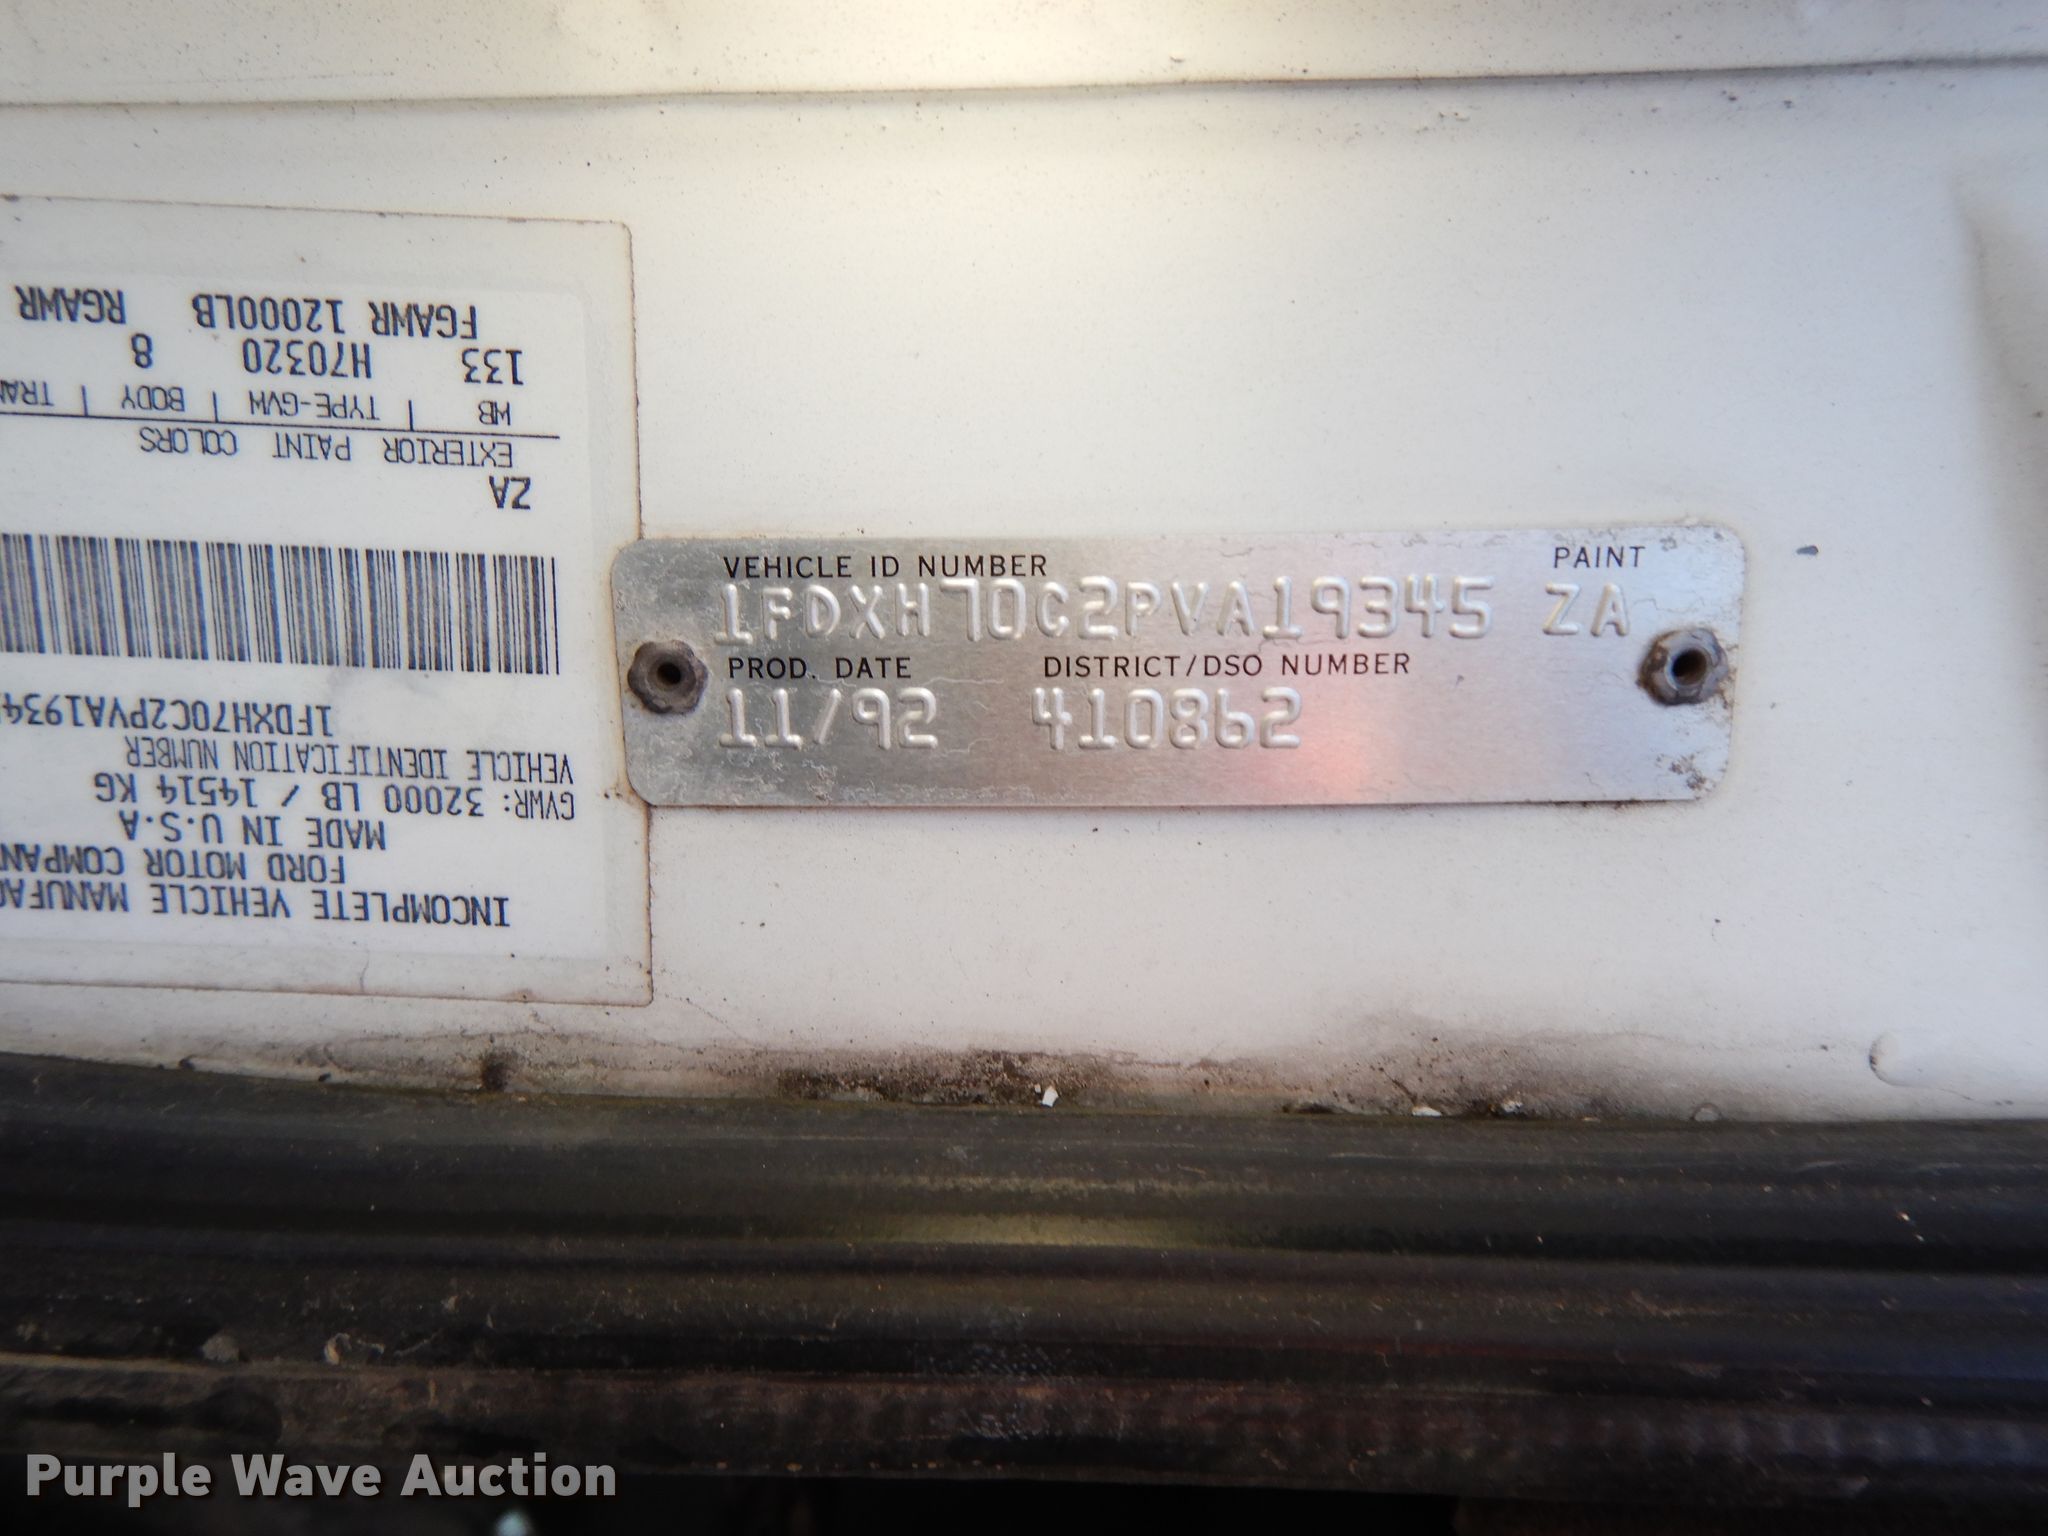 VEHICLE ID NUMBER PAINT
1FDXH70C2PVA19345 ZA
PROD. DATE DISTRICT/DSO NUMBER
11/92 410862
INCOMPLETE VEHICLE
FORD MOTOR
MADE IN U.S.A
GVWR: 32000 LB / 14514 KG
VEHICLE IDENTIFICATION NUMBER
1FDXH70C2PVA1934
ZA
EXTERIOR PAINT COLORS
WB | TYPE-GVW | BODY |
133 H70320 8
FGAWR 12000LB RGAWR
Purple Wave Auction